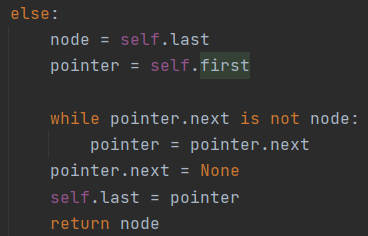 else:
    node = self.last
    pointer = self.first

    while pointer.next is not node:
        pointer = pointer.next
    pointer.next = None
    self.last = pointer
    return node